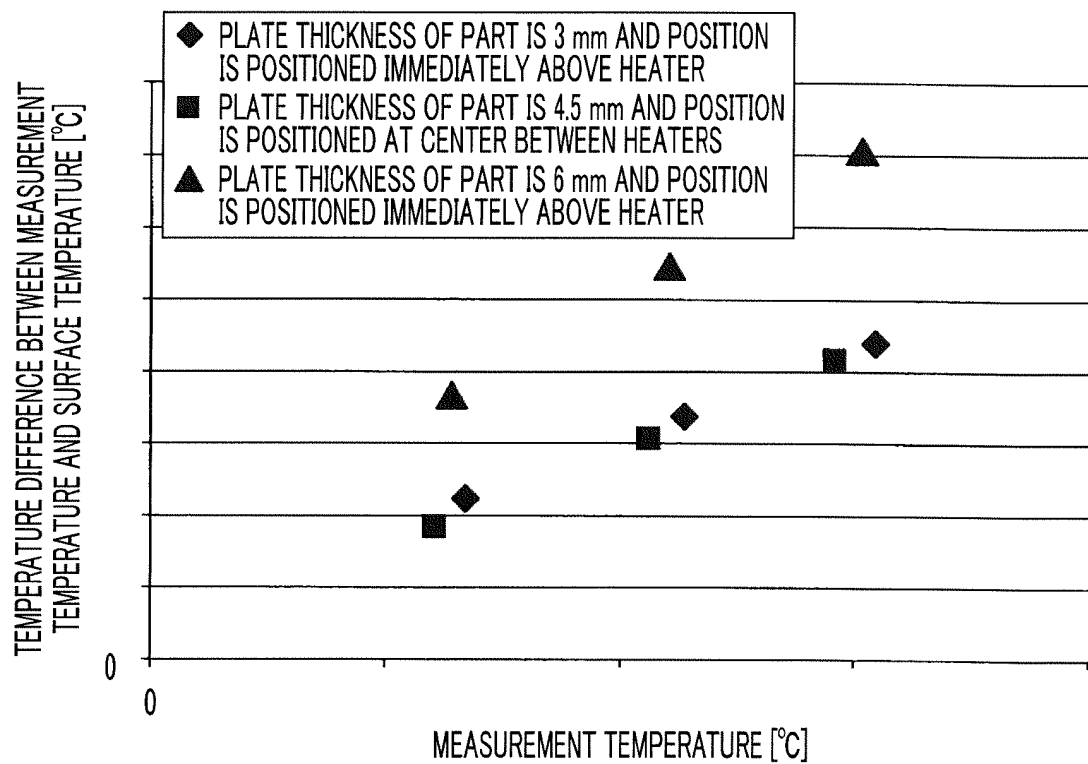 ◆ PLATE THICKNESS OF PART IS 3 mm AND POSITION
IS POSITIONED IMMEDIATELY ABOVE HEATER
■ PLATE THICKNESS OF PART IS 4.5 mm AND POSITION
IS POSITIONED AT CENTER BETWEEN HEATERS
▲ PLATE THICKNESS OF PART IS 6 mm AND POSITION
IS POSITIONED IMMEDIATELY ABOVE HEATER
TEMPERATURE DIFFERENCE BETWEEN MEASUREMENT
TEMPERATURE AND SURFACE TEMPERATURE [°C]
0
0
MEASUREMENT TEMPERATURE [°C]